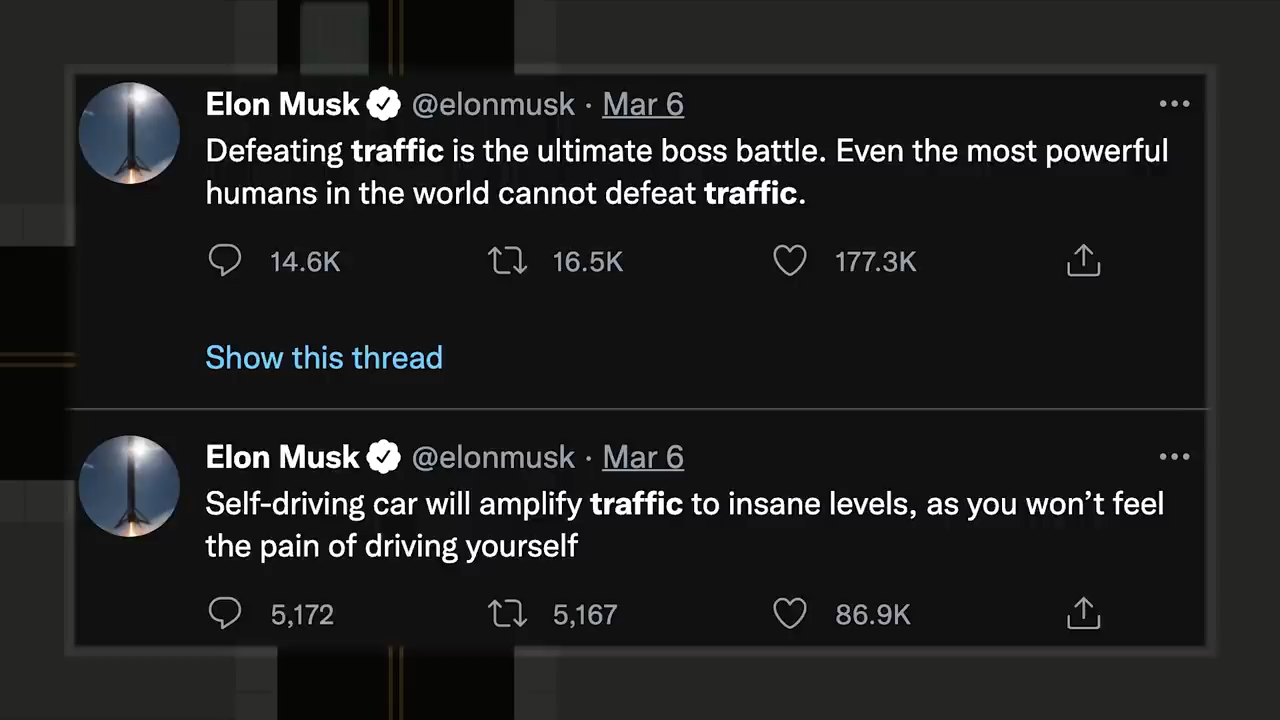 Elon Musk @elonmusk · Mar 6
Defeating traffic is the ultimate boss battle. Even the most powerful
humans in the world cannot defeat traffic.
14.6K 16.5K 177.3K
Show this thread
Elon Musk @elonmusk · Mar 6
Self-driving car will amplify traffic to insane levels, as you won’t feel
the pain of driving yourself
5,172 5,167 86.9K